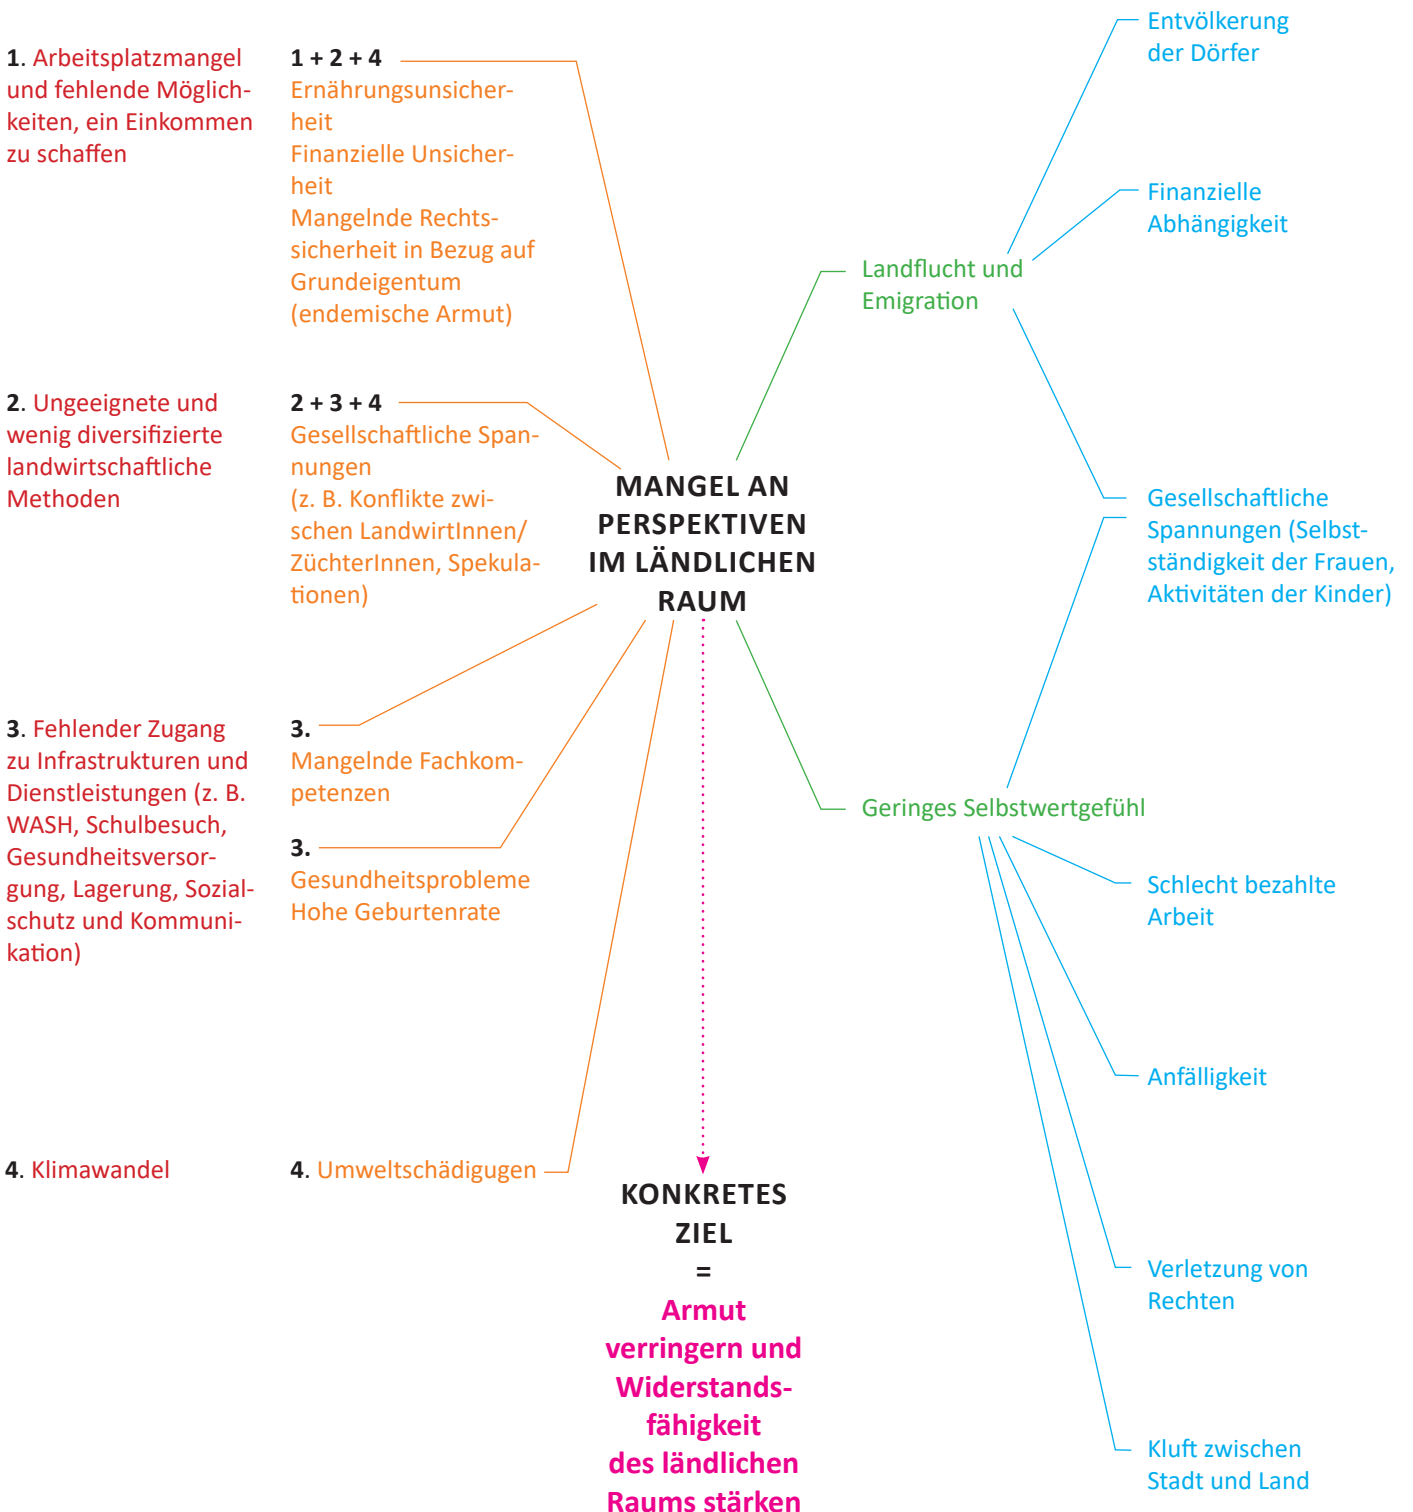 1. Arbeitsplatzmangel
und fehlende Möglich-
keiten, ein Einkommen
zu schaffen
2. Ungeeignete und
wenig diversifizierte
landwirtschaftliche
Methoden
3. Fehlender Zugang
zu Infrastrukturen und
Dienstleistungen (z. B.
WASH, Schulbesuch,
Gesundheitsversor-
gung, Lagerung, Sozial-
schutz und Kommuni-
kation)
4. Klimawandel
1 + 2 + 4
Ernährungsunsicher-
heit
Finanzielle Unsicher-
heit
Mangelnde Rechts-
sicherheit in Bezug auf
Grundeigentum
(endemische Armut)
2 + 3 + 4
Gesellschaftliche Span-
nungen
(z. B. Konflikte zwi-
schen LandwirtInnen/
ZüchterInnen, Spekula-
tionen)
3.
Mangelnde Fachkom-
petenzen
3.
Gesundheitsprobleme
Hohe Geburtenrate
4. Umweltschädigugen
MANGEL AN
PERSPEKTIVEN
IM LÄNDLICHEN
RAUM
KONKRETES
ZIEL
=
Armut
verringern und
Widerstands-
fähigkeit
des ländlichen
Raums stärken
Landflucht und
Emigration
Geringes Selbstwertgefühl
Entvölkerung
der Dörfer
Finanzielle
Abhängigkeit
Gesellschaftliche
Spannungen (Selbst-
ständigkeit der Frauen,
Aktivitäten der Kinder)
Schlecht bezahlte
Arbeit
Anfälligkeit
Verletzung von
Rechten
Kluft zwischen
Stadt und Land